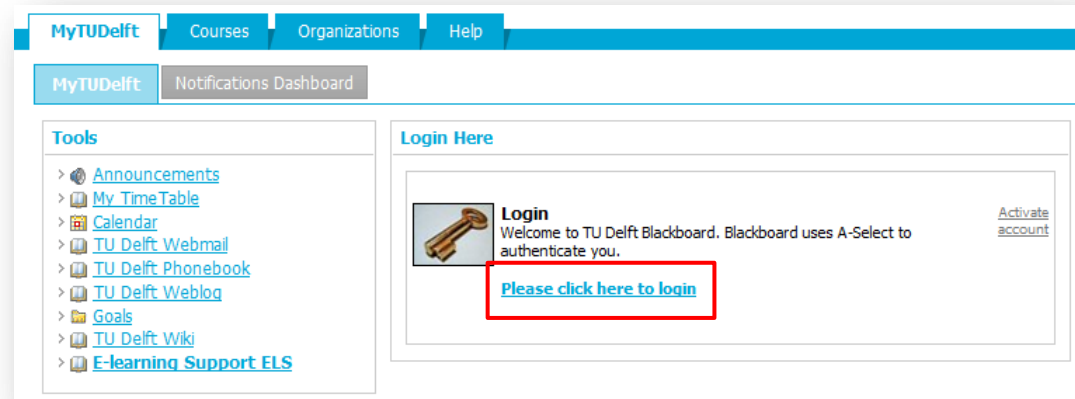 MyTUDelft
Courses
Organizations
Help
MyTUDelft
Notifications Dashboard
Tools
Announcements
My TimeTable
Calendar
TU Delft Webmail
TU Delft Phonebook
TU Delft Weblog
Goals
TU Delft Wiki
E-learning Support ELS
Login Here
Login
Welcome to TU Delft Blackboard. Blackboard uses A-Select to
authenticate you.
Please click here to login
Activate
account